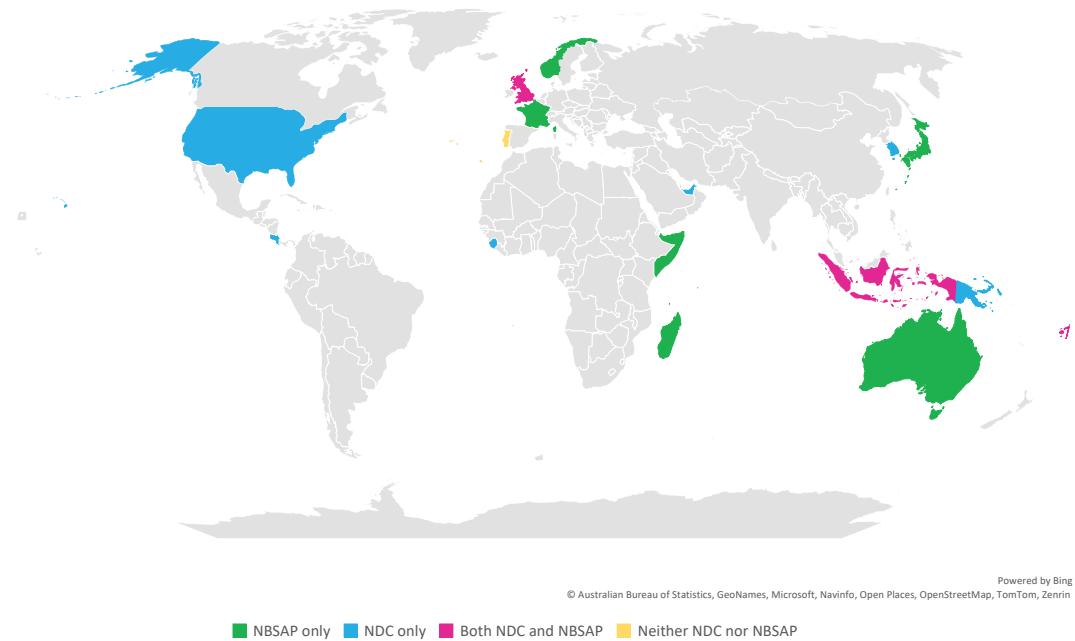 Powered by Bing
© Australian Bureau of Statistics, GeoNames, Microsoft, Navinfo, Open Places, OpenStreetMap, TomTom, Zenrin
NBSAP only NDC only Both NDC and NBSAP Neither NDC nor NBSAP